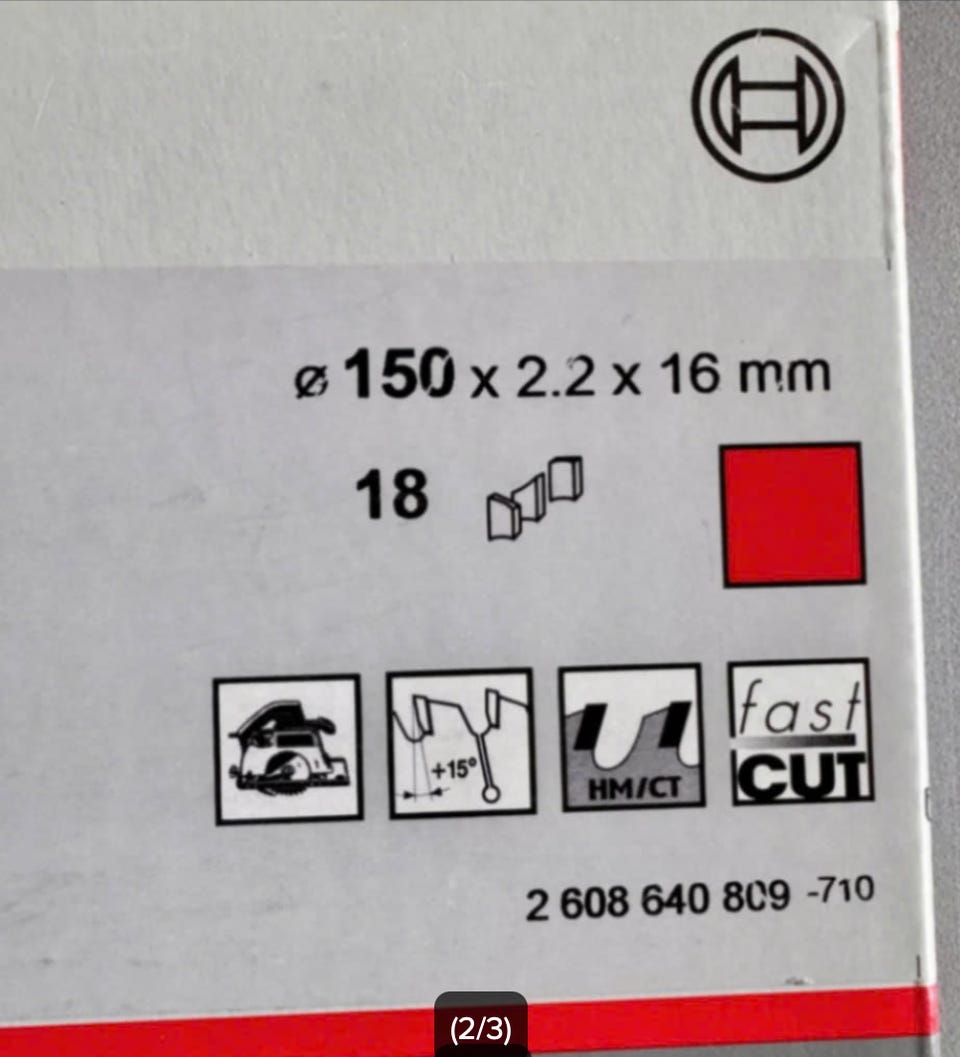 ø 150 x 2.2 x 16 mm
18
+15°
HM/CT
fast
CUT
2 608 640 809 -710
(2/3)